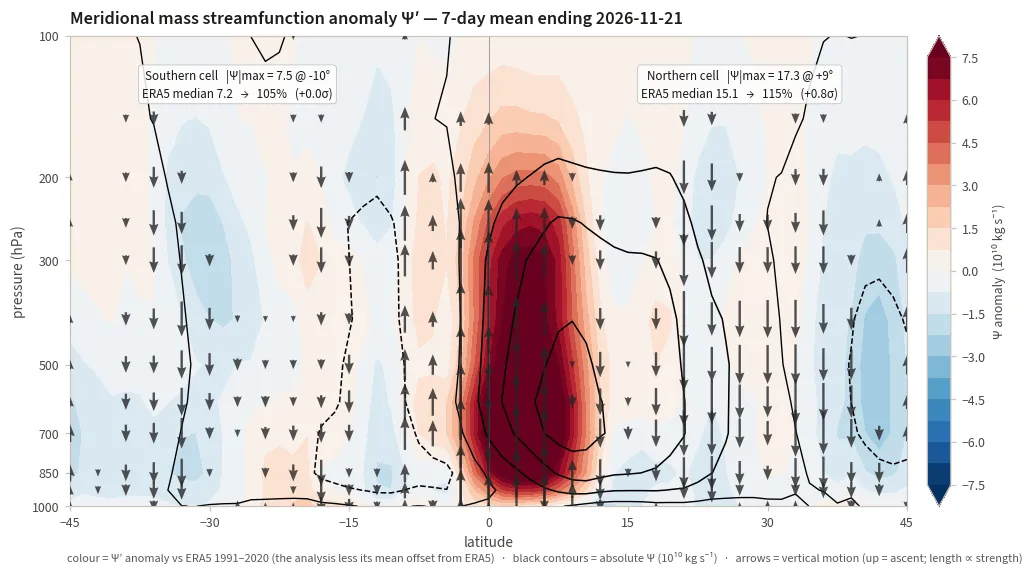 Meridional mass streamfunction anomaly Ψ′ — 7-day mean ending 2026-11-21
Southern cell |Ψ|max = 7.5 @ -10°
ERA5 median 7.2 → 105% (+0.0σ)
Northern cell |Ψ|max = 17.3 @ +9°
ERA5 median 15.1 → 115% (+0.8σ)
pressure (hPa)
100
200
300
500
700
850
1000
−45
−30
−15
0
15
30
45
latitude
7.5
6.0
4.5
3.0
1.5
0.0
−1.5
−3.0
−4.5
−6.0
−7.5
Ψ anomaly (10¹⁰ kg s⁻¹)
colour = Ψ′ anomaly vs ERA5 1991–2020 (the analysis less its mean offset from ERA5) · black contours = absolute Ψ (10¹⁰ kg s⁻¹) · arrows = vertical motion (up = ascent; length ∝ strength)